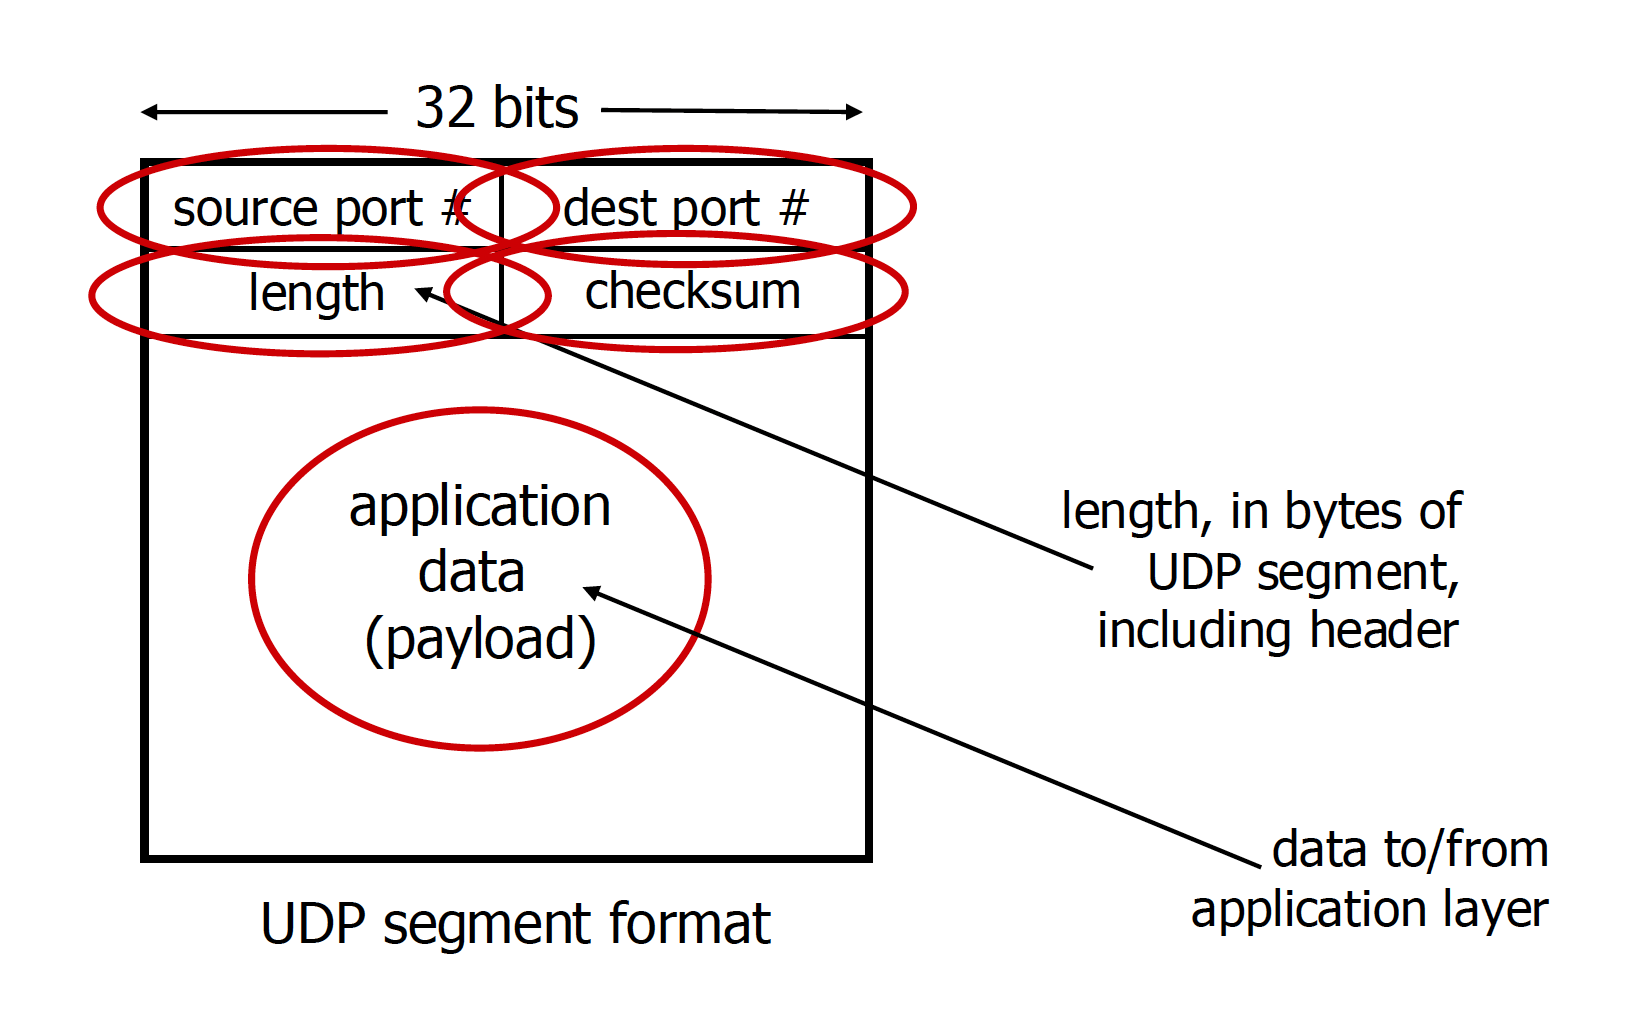 32 bits
source port #
dest port #
length
checksum
application
data
(payload)
length, in bytes of
UDP segment,
including header
data to/from
application layer
UDP segment format